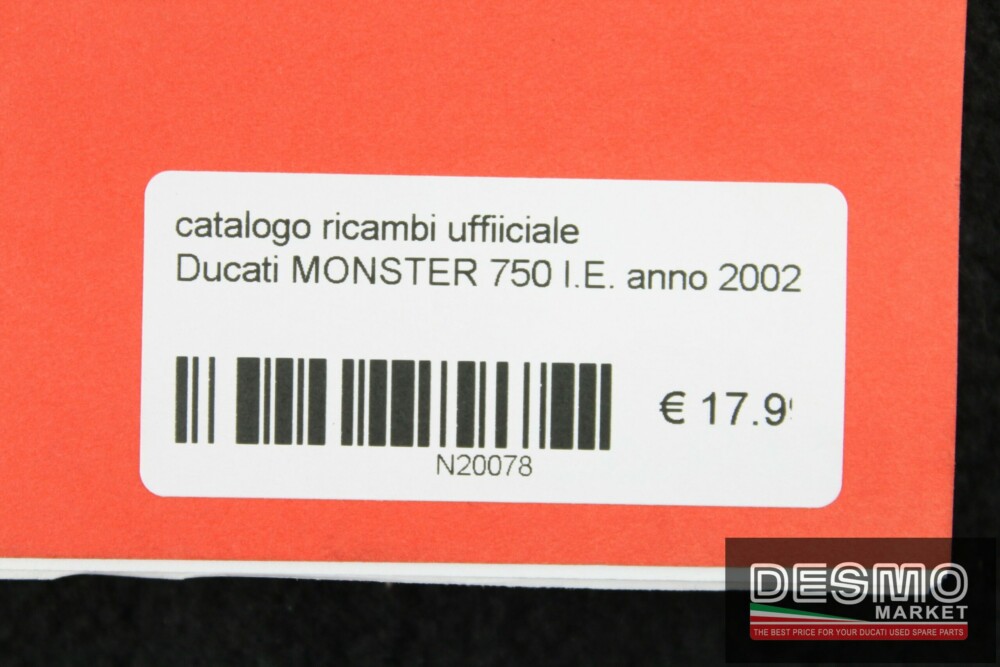 catalogo ricambi uffiiciale
Ducati MONSTER 750 I.E. anno 2002
€ 17.9
N20078
DESMO
MARKET
THE BEST PRICE FOR YOUR DUCATI USED SPARE PARTS